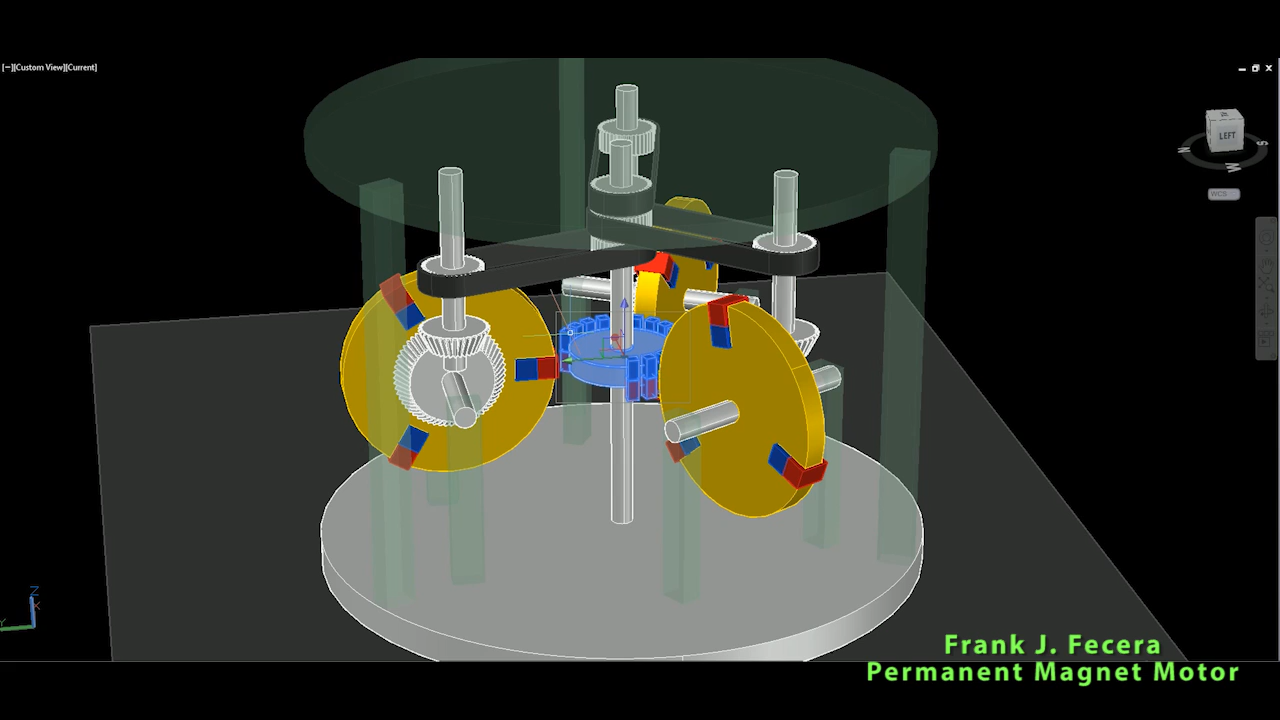 [−][Custom View][Current]
LEFT
N
S
W
WCS
Z
X
Y
Frank J. Fecera
Permanent Magnet Motor